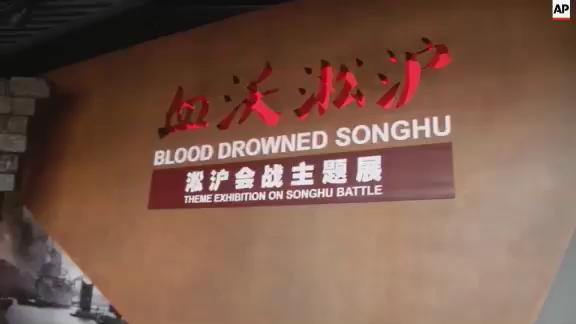 AP
血沃淞沪
BLOOD DROWNED SONGHU
淞沪会战主题展
THEME EXHIBITION ON SONGHU BATTLE